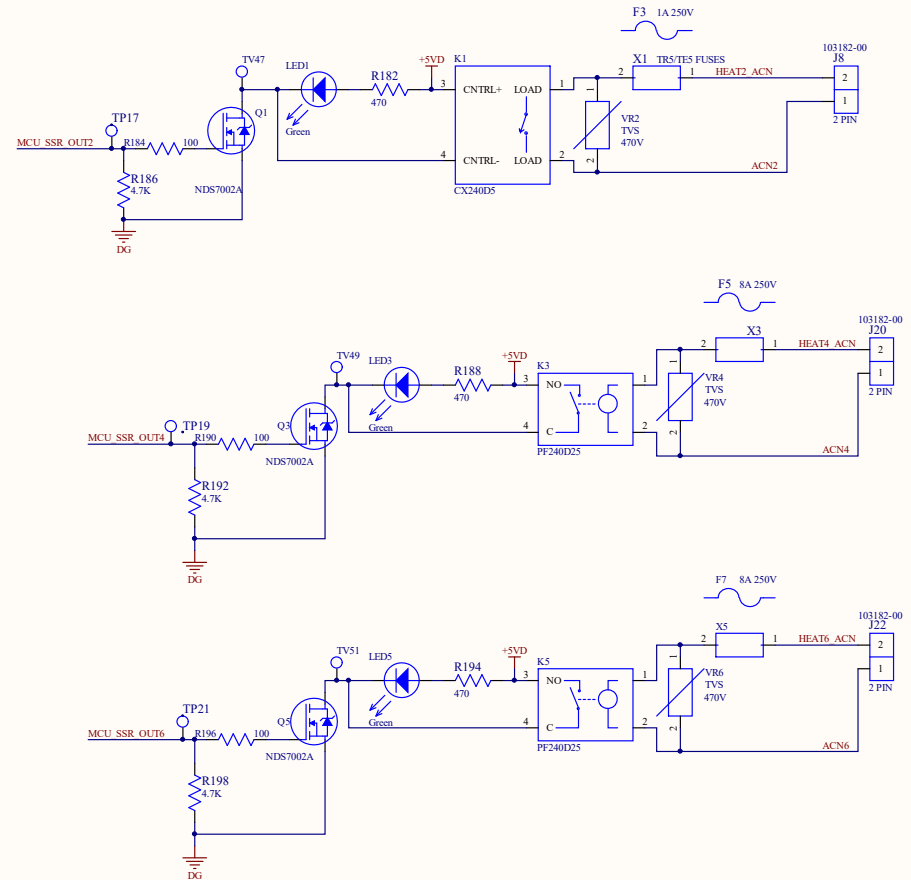 F3 1A 250V
TV47
LED1
R182
470
+5VD
K1
X1 TR5/TE5 FUSES
103182-00
J8
2 1 HEAT2_ACN
2
1
2 PIN
3 CNTRL+ LOAD 1
4 CNTRL- LOAD 2
CX240D5
1
VR2
TVS
470V
2
ACN2
Green
Q1
TP17
MCU_SSR_OUT2
R184 100
R186
4.7K
NDS7002A
DG
F5 8A 250V
TV49
LED3
R188
470
+5VD
K3
X3
103182-00
J20
2 1 HEAT4_ACN
2
1
2 PIN
3 NO 1
4 C 2
PF240D25
1
VR4
TVS
470V
2
ACN4
Green
Q3
TP19
MCU_SSR_OUT4
R190 100
NDS7002A
R192
4.7K
DG
F7 8A 250V
TV51
LED5
R194
470
+5VD
K5
X5
103182-00
J22
2 1 HEAT6_ACN
2
1
2 PIN
3 NO 1
4 C 2
PF240D25
1
VR6
TVS
470V
2
ACN6
Green
Q5
TP21
MCU_SSR_OUT6
R196 100
NDS7002A
R198
4.7K
DG